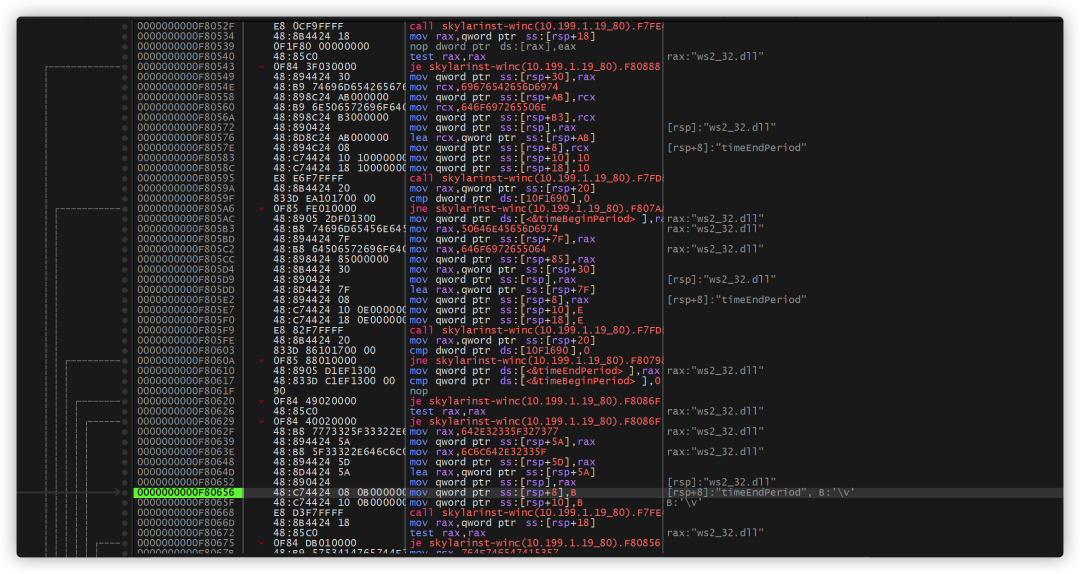 0000000000F8052F E8 0CF9FFFF call skylarinst-winc(10.199.1.19_80).F7FE
0000000000F80534 48:8B4424 18 mov rax,qword ptr ss:[rsp+18]
0000000000F80539 0F1F80 00000000 nop dword ptr ds:[rax],eax
0000000000F80540 48:85C0 test rax,rax rax:"ws2_32.dll"
0000000000F80543 0F84 3F030000 je skylarinst-winc(10.199.1.19_80).F80888
0000000000F80549 48:894424 30 mov qword ptr ss:[rsp+30],rax
0000000000F8054E 48:B9 74696D654265676 mov rcx,69676542656D6974
0000000000F80558 48:898C24 AB000000 mov qword ptr ss:[rsp+AB],rcx
0000000000F80560 48:B9 6E506572696F64 mov rcx,646F697265506E
0000000000F8056A 48:898C24 B3000000 mov qword ptr ss:[rsp+B3],rcx
0000000000F80572 48:890424 mov qword ptr ss:[rsp],rax [rsp]:"ws2_32.dll"
0000000000F80576 48:8D8C24 AB000000 lea rcx,qword ptr ss:[rsp+AB]
0000000000F8057E 48:894C24 08 mov qword ptr ss:[rsp+8],rcx [rsp+8]:"timeEndPeriod"
0000000000F80583 48:C74424 10 1000000 mov qword ptr ss:[rsp+10],10
0000000000F8058C 48:C74424 18 1000000 mov qword ptr ss:[rsp+18],10
0000000000F80595 E8 E6F7FFFF call skylarinst-winc(10.199.1.19_80).F7FD
0000000000F8059A 48:8B4424 20 mov rax,qword ptr ss:[rsp+20]
0000000000F8059F 833D EA101700 00 cmp dword ptr ds:[10F1690],0
0000000000F805A6 0F85 FE010000 jne skylarinst-winc(10.199.1.19_80).F807A
0000000000F805AC 48:8905 2DF01300 mov qword ptr ds:[<&timeBeginPeriod>],r rax:"ws2_32.dll"
0000000000F805B3 48:B8 74696D65456E64 mov rax,50646E45656D6974 rax:"ws2_32.dll"
0000000000F805BD 48:894424 7F mov qword ptr ss:[rsp+7F],rax
0000000000F805C2 48:B8 64506572696F64 mov rax,646F6972655064 rax:"ws2_32.dll"
0000000000F805CC 48:898424 85000000 mov qword ptr ss:[rsp+85],rax
0000000000F805D4 48:8B4424 30 mov rax,qword ptr ss:[rsp+30]
0000000000F805D9 48:890424 mov qword ptr ss:[rsp],rax [rsp]:"ws2_32.dll"
0000000000F805DD 48:8D4424 7F lea rax,qword ptr ss:[rsp+7F]
0000000000F805E2 48:894424 08 mov qword ptr ss:[rsp+8],rax [rsp+8]:"timeEndPeriod"
0000000000F805E7 48:C74424 10 0E00000 mov qword ptr ss:[rsp+10],E
0000000000F805F0 48:C74424 18 0E00000 mov qword ptr ss:[rsp+18],E
0000000000F805F9 E8 82F7FFFF call skylarinst-winc(10.199.1.19_80).F7FD
0000000000F805FE 48:8B4424 20 mov rax,qword ptr ss:[rsp+20]
0000000000F80603 833D 86101700 00 cmp dword ptr ds:[10F1690],0
0000000000F8060A 0F85 88010000 jne skylarinst-winc(10.199.1.19_80).F8079
0000000000F80610 48:8905 D1EF1300 mov qword ptr ds:[<&timeEndPeriod>],rax rax:"ws2_32.dll"
0000000000F80617 48:833D C1EF1300 00 cmp qword ptr ds:[<&timeBeginPeriod>],0
0000000000F8061F 90 nop
0000000000F80620 0F84 49020000 je skylarinst-winc(10.199.1.19_80).F8086F
0000000000F80626 48:85C0 test rax,rax rax:"ws2_32.dll"
0000000000F80629 0F84 40020000 je skylarinst-winc(10.199.1.19_80).F8086F
0000000000F8062F 48:B8 7773325F33322E6 mov rax,642E32335F327377 rax:"ws2_32.dll"
0000000000F80639 48:894424 5A mov qword ptr ss:[rsp+5A],rax
0000000000F8063E 48:B8 5F33322E646C6C mov rax,6C6C642E32335F rax:"ws2_32.dll"
0000000000F80648 48:894424 5D mov qword ptr ss:[rsp+5D],rax
0000000000F8064D 48:8D4424 5A lea rax,qword ptr ss:[rsp+5A]
0000000000F80652 48:890424 mov qword ptr ss:[rsp],rax [rsp]:"ws2_32.dll"
0000000000F80656 48:C74424 08 0B00000 mov qword ptr ss:[rsp+8],B [rsp+8]:"timeEndPeriod", B:'\v'
0000000000F8065F 48:C74424 10 0B00000 mov qword ptr ss:[rsp+10],B B:'\v'
0000000000F80668 E8 D3F7FFFF call skylarinst-winc(10.199.1.19_80).F7FE
0000000000F8066D 48:8B4424 18 mov rax,qword ptr ss:[rsp+18]
0000000000F80672 48:85C0 test rax,rax rax:"ws2_32.dll"
0000000000F80675 0F84 DB010000 je skylarinst-winc(10.199.1.19_80).F80856
0000000000F8067B mov rcx,764F746547415357